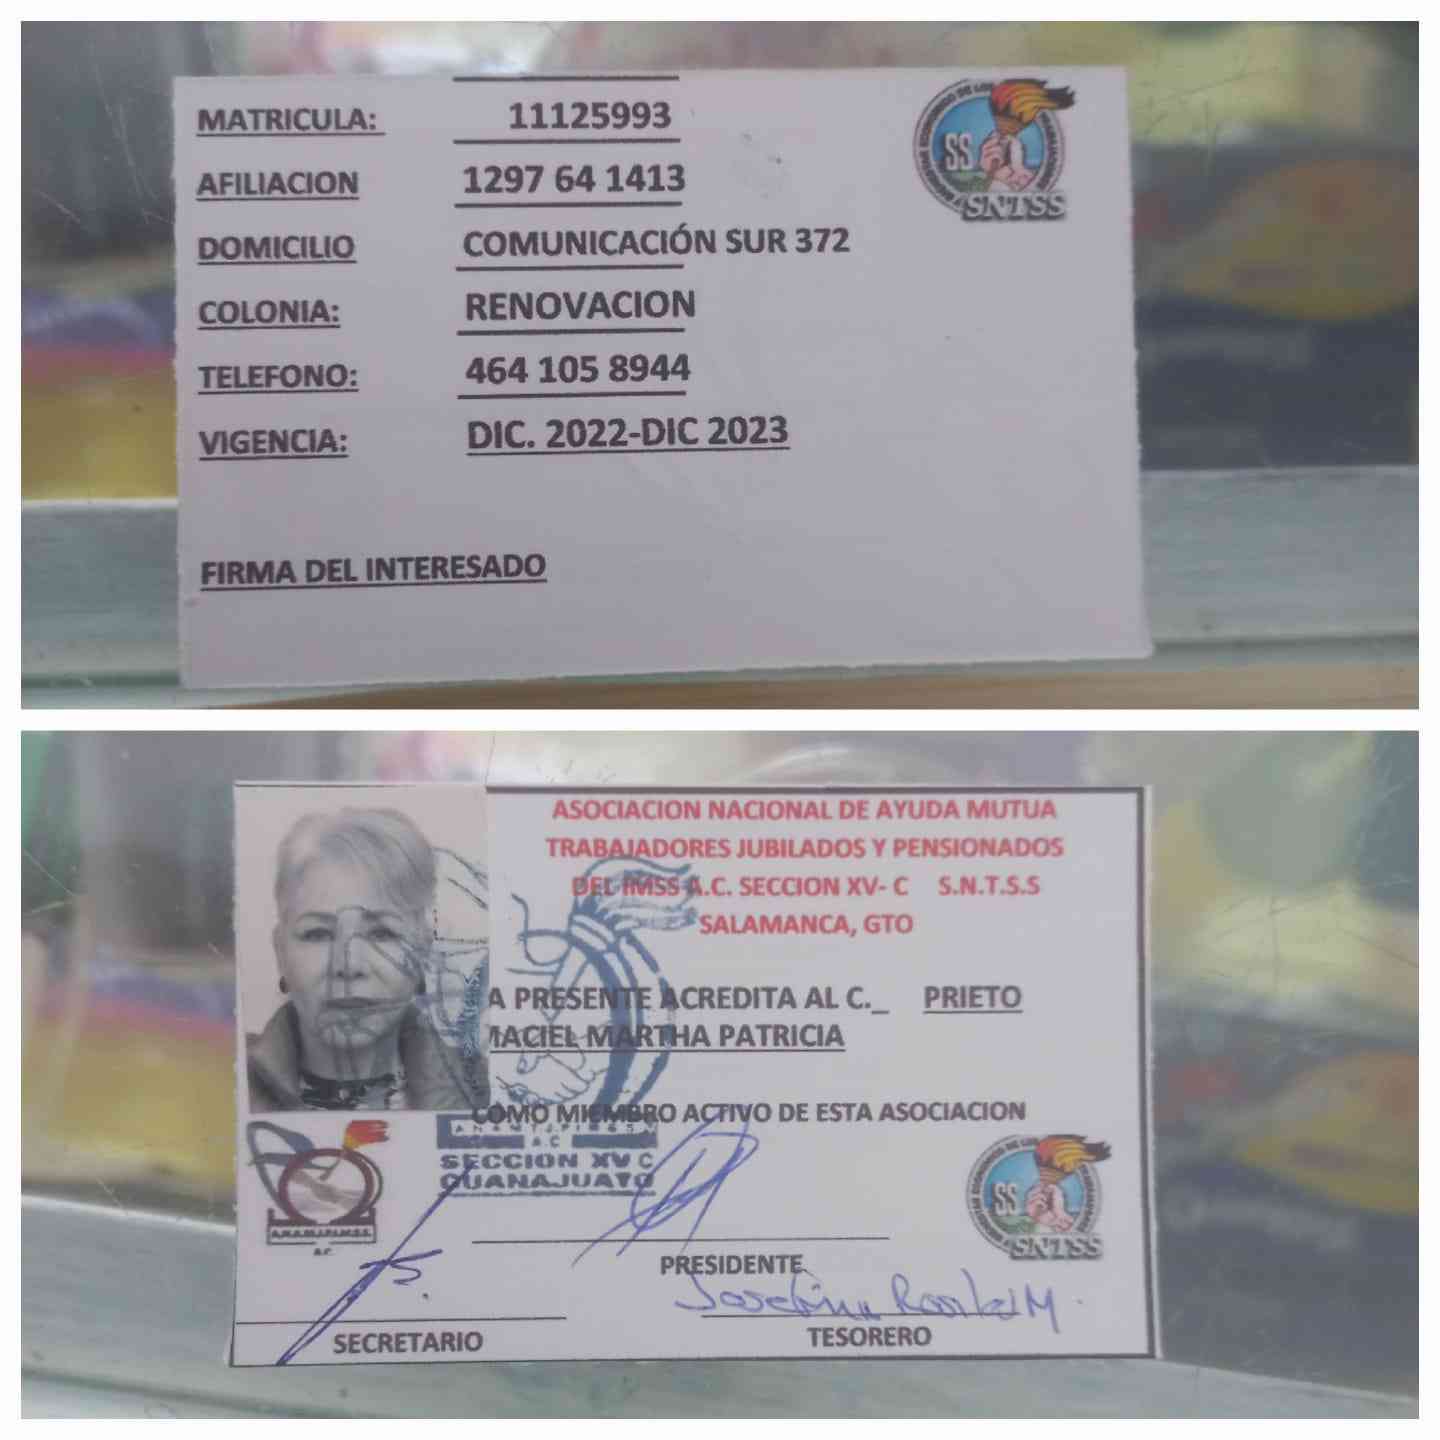 MATRICULA: 11125993
AFILIACION 1297 64 1413
DOMICILIO COMUNICACIÓN SUR 372
COLONIA: RENOVACION
TELEFONO: 464 105 8944
VIGENCIA: DIC. 2022-DIC 2023
FIRMA DEL INTERESADO
SS
SNTSS
ASOCIACION NACIONAL DE AYUDA MUTUA
TRABAJADORES JUBILADOS Y PENSIONADOS
DEL IMSS A.C. SECCION XV- C S.N.T.S.S
SALAMANCA, GTO
A PRESENTE ACREDITA AL C._ PRIETO
MACIEL MARTHA PATRICIA
COMO MIEMBRO ACTIVO DE ESTA ASOCIACION
A.C
SECCION XV C
GUANAJUATO
A.C.
SS
SNTSS
PRESIDENTE
SECRETARIO
TESORERO